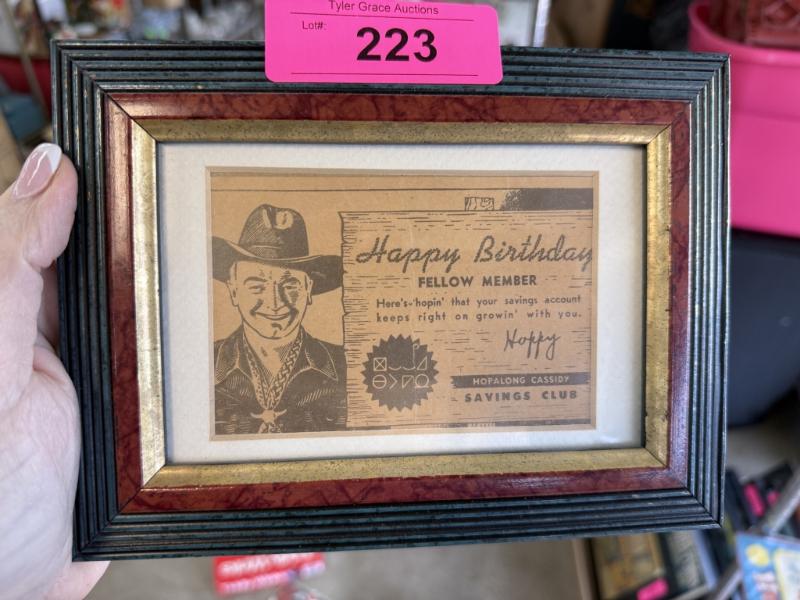 Tyler Grace Auctions
Lot#:
223
Happy Birthday
FELLOW MEMBER
Here's 'hopin' that your savings account
keeps right on growin' with you.
Hoppy
HOPALONG CASSIDY
SAVINGS CLUB